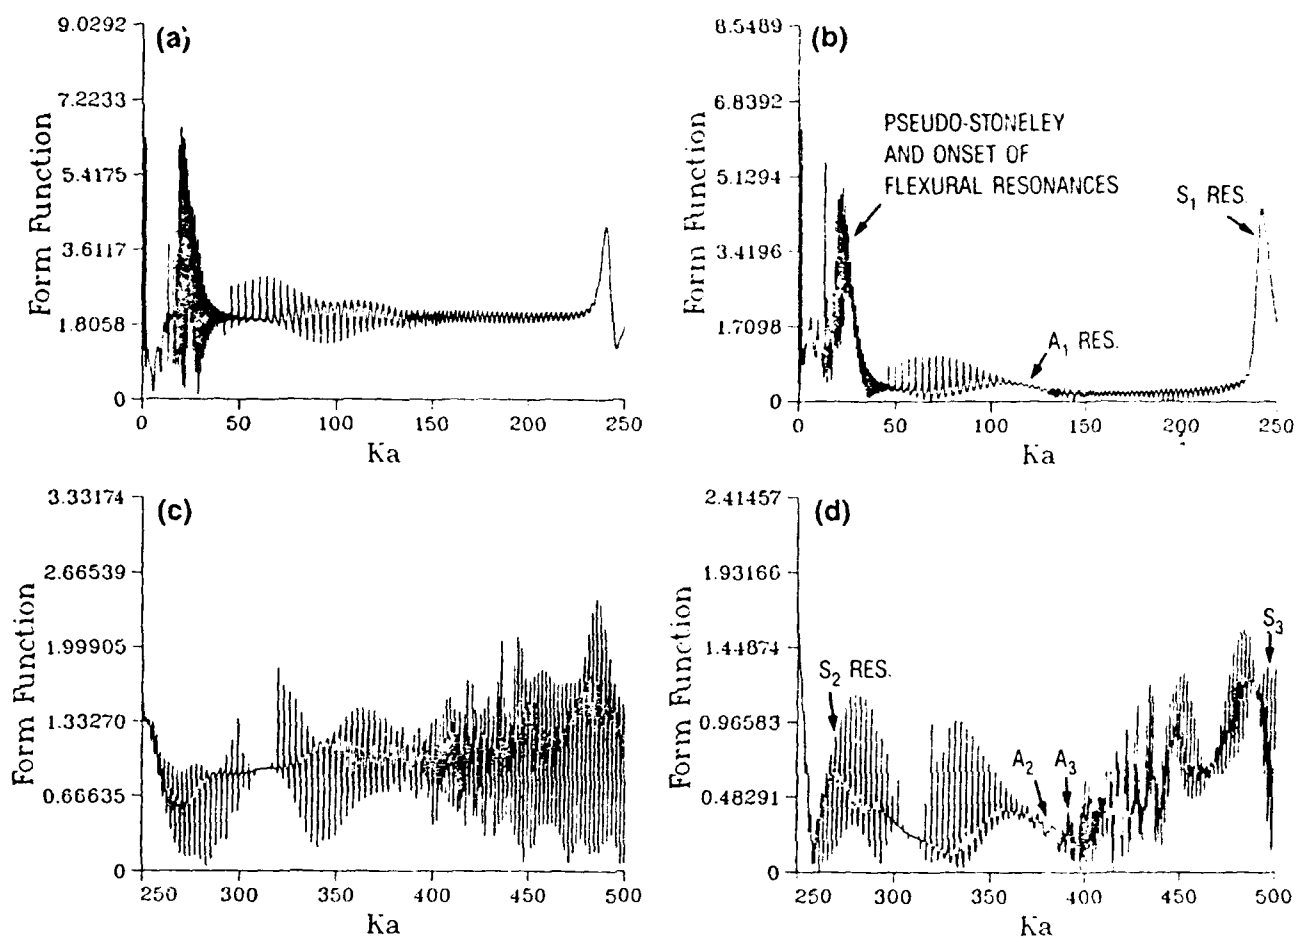 (a)
9.0292
7.2233
5.4175
3.6117
1.8058
0
Form Function
0 50 100 150 200 250
Ka
(b)
8.5489
6.8392
5.1294
3.4196
1.7098
0
Form Function
PSEUDO-STONELEY
AND ONSET OF
FLEXURAL RESONANCES
S1 RES.
A1 RES.
0 50 100 150 200 250
Ka
(c)
3.33174
2.66539
1.99905
1.33270
0.66635
0
Form Function
250 300 350 400 450 500
Ka
(d)
2.41457
1.93166
1.44874
0.96583
0.48291
0
Form Function
S2 RES.
A2
A3
S3
250 300 350 400 450 500
Ka